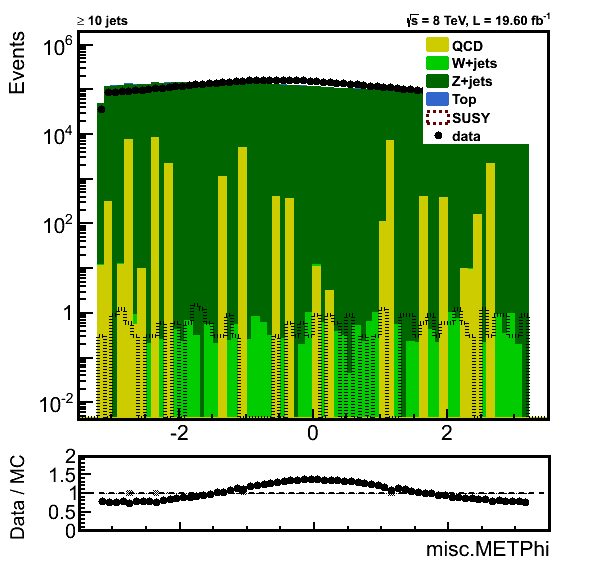 ≥ 10 jets
√s = 8 TeV, L = 19.60 fb⁻¹
Events
10⁶
10⁴
10²
1
10⁻²
QCD
W+jets
Z+jets
Top
SUSY
data
-2 0 2
Data / MC
2
1.5
1
0.5
0
misc.METPhi